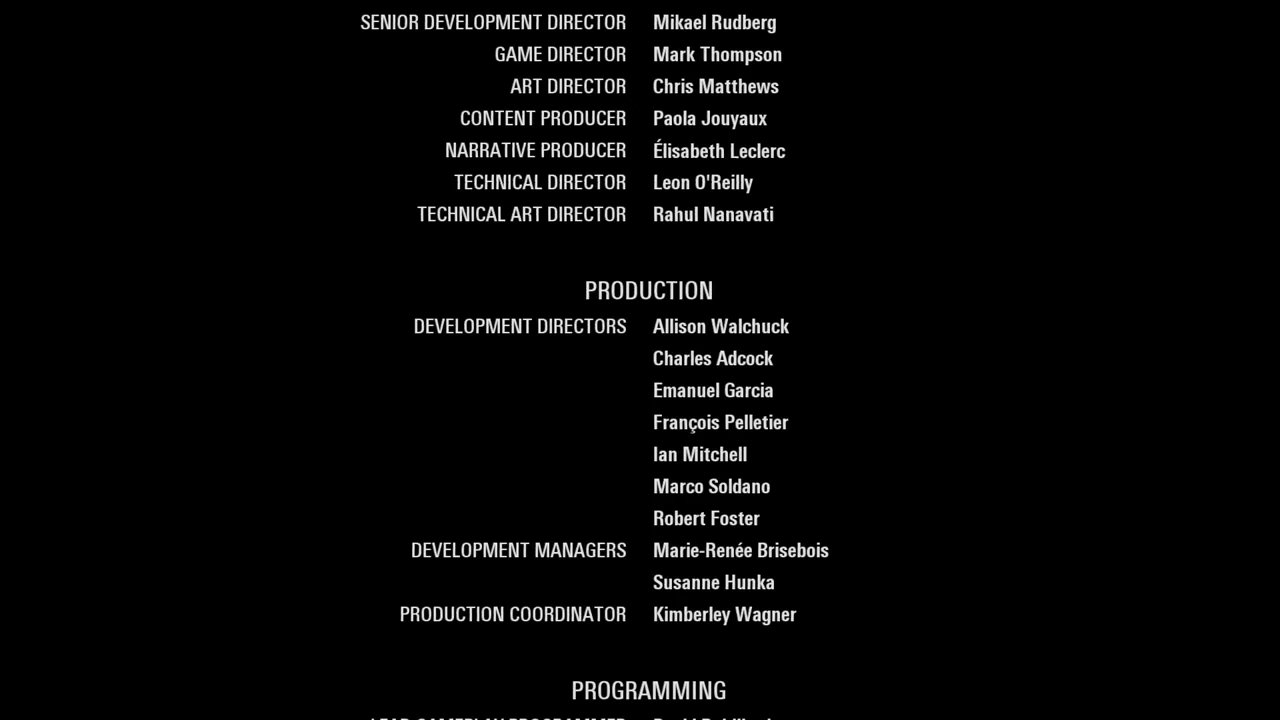 SENIOR DEVELOPMENT DIRECTOR Mikael Rudberg
GAME DIRECTOR Mark Thompson
ART DIRECTOR Chris Matthews
CONTENT PRODUCER Paola Jouyaux
NARRATIVE PRODUCER Élisabeth Leclerc
TECHNICAL DIRECTOR Leon O'Reilly
TECHNICAL ART DIRECTOR Rahul Nanavati
PRODUCTION
DEVELOPMENT DIRECTORS Allison Walchuck
Charles Adcock
Emanuel Garcia
François Pelletier
Ian Mitchell
Marco Soldano
Robert Foster
DEVELOPMENT MANAGERS Marie-Renée Brisebois
Susanne Hunka
PRODUCTION COORDINATOR Kimberley Wagner
PROGRAMMING
LEAD GAMEPLAY PROGRAMMER